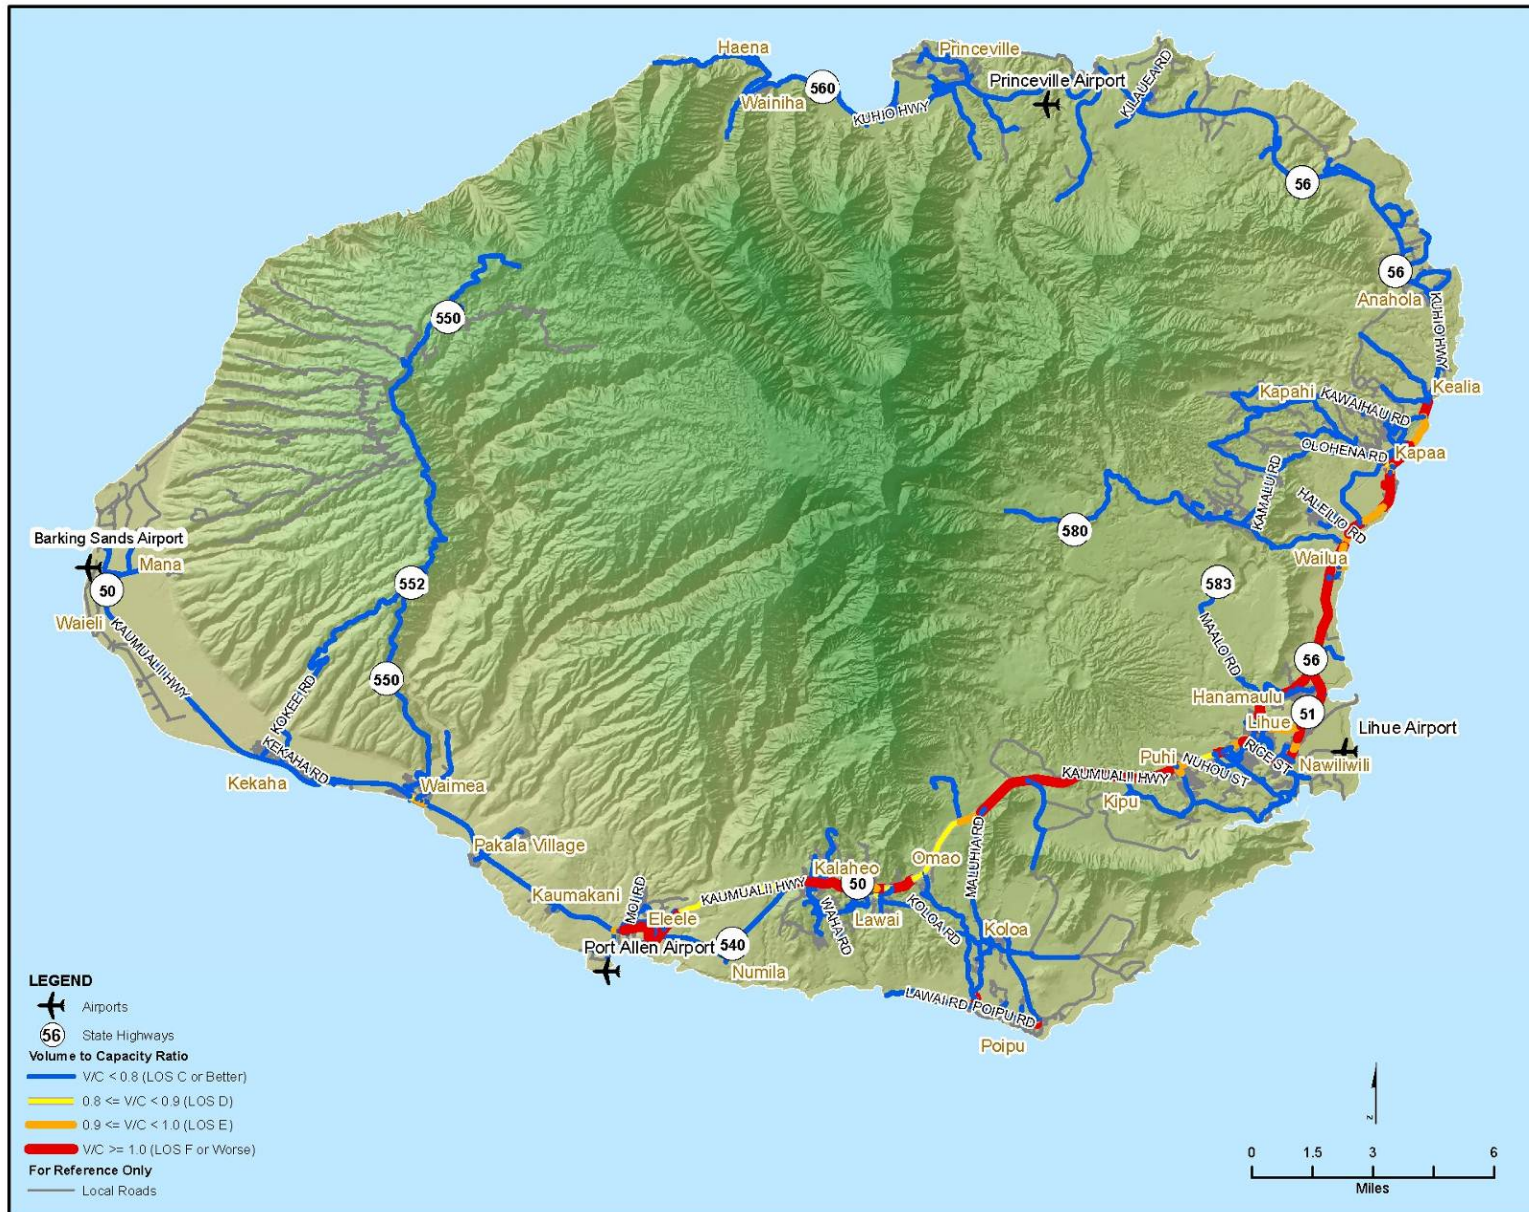 Haena
Princeville
Princeville Airport
KILAUEA RD
Wainiha
560
KUHIO HWY
56
56
Anahola
KUHIO HWY
550
Kealia
Kapahi
KAWAIHAU RD
OLOHENA RD
Kapaa
KAMALU RD
HALEILIO RD
580
Wailua
Barking Sands Airport
Mana
50
Waieli
KAUMUALII HWY
552
583
MAALO RD
56
550
KOKEE RD
Hanamaulu
51
Lihue
Lihue Airport
RICE ST
Nawiliwili
KEKAHA RD
Kekaha
Waimea
Puhi
NUHOU ST
KAUMUALII HWY
Kipu
Pakala Village
MALUHIA RD
Omao
Kalaheo
50
KAUMUALII HWY
Kaumakani
MOI RD
Eleele
WAHA RD
Lawai
KOLOA RD
Koloa
Port Allen Airport
540
Numila
LAWAI RD
POIPU RD
Poipu
LEGEND
Airports
56
State Highways
Volume to Capacity Ratio
V/C < 0.8 (LOS C or Better)
0.8 <= V/C < 0.9 (LOS D)
0.9 <= V/C < 1.0 (LOS E)
V/C >= 1.0 (LOS F or Worse)
For Reference Only
Local Roads
z
0 1.5 3 6
Miles